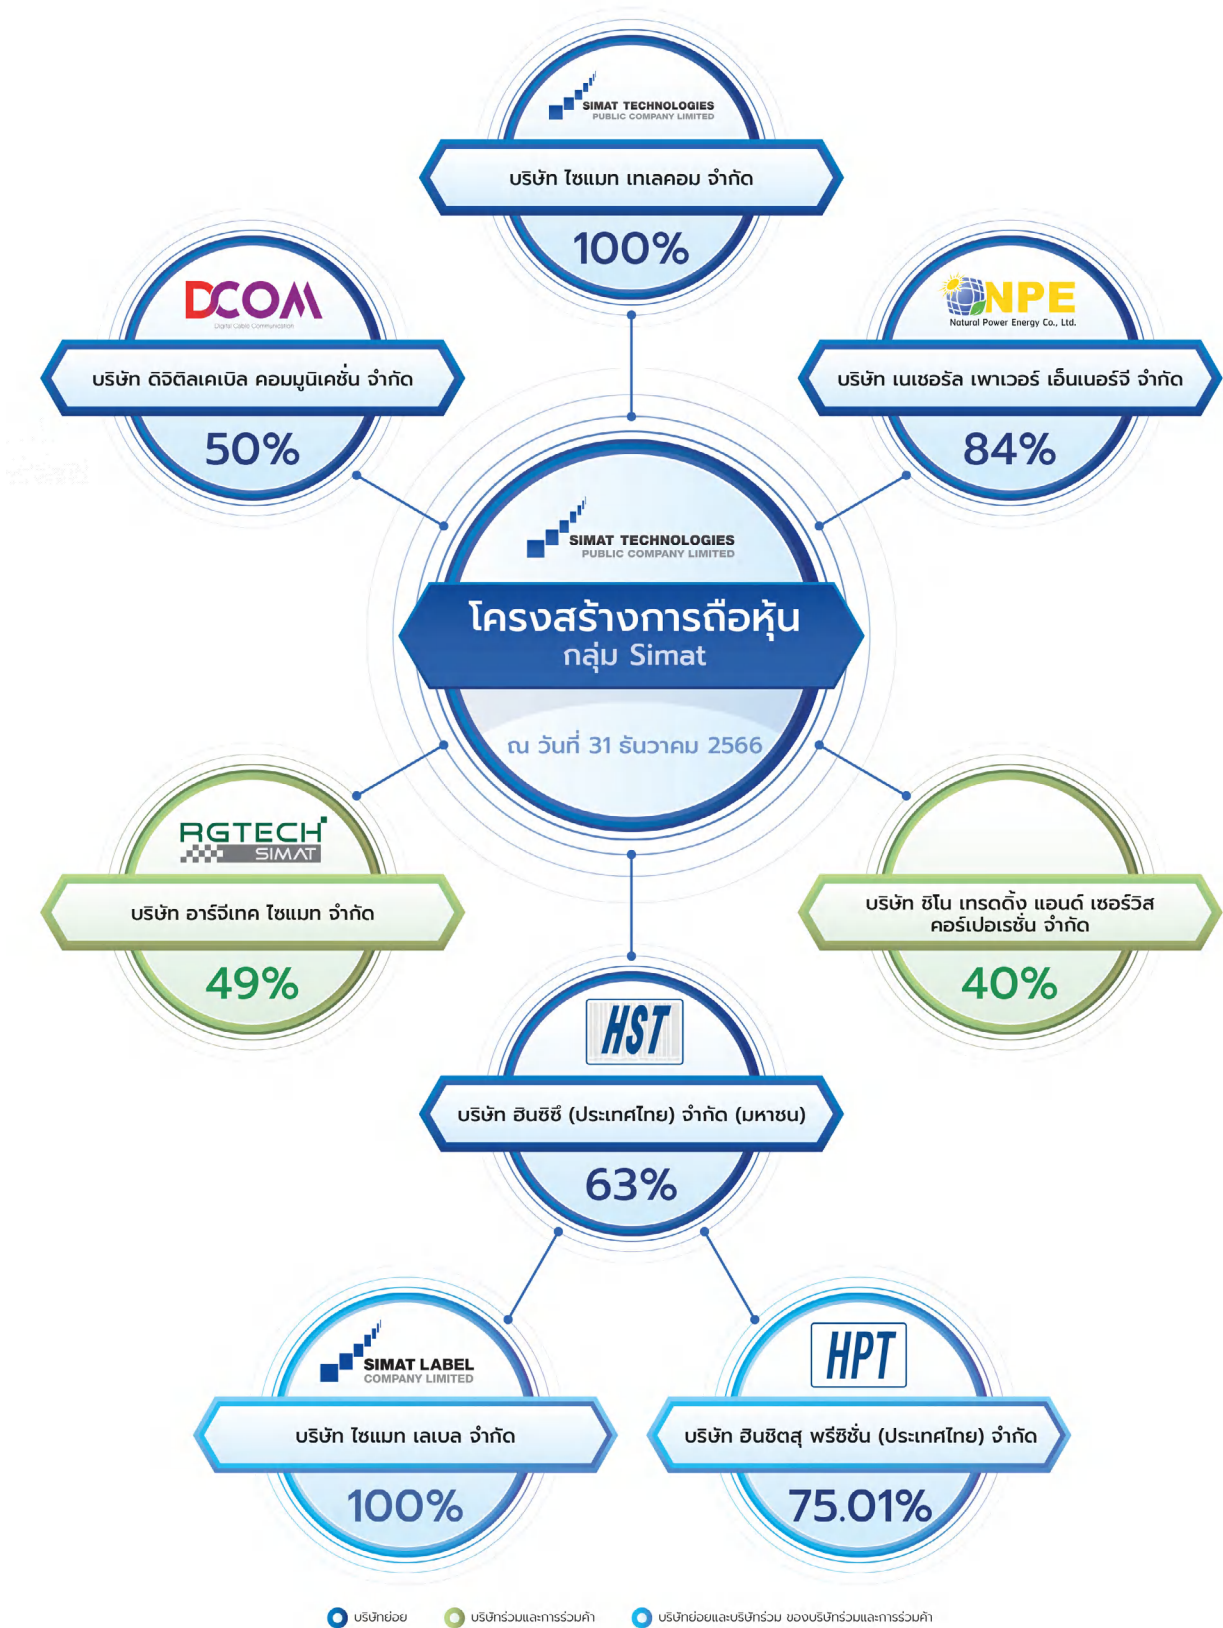 SIMAT TECHNOLOGIES
PUBLIC COMPANY LIMITED
บริษัท ไซแมท เทเลคอม จำกัด
100%
DCOM
Digital Cable Communication
บริษัท ดิจิติลเคเบิล คอมมูนิเคชั่น จำกัด
50%
NPE
Natural Power Energy Co., Ltd.
บริษัท เนเชอรัล เพาเวอร์ เอ็นเนอร์จี จำกัด
84%
SIMAT TECHNOLOGIES
PUBLIC COMPANY LIMITED
โครงสร้างการถือหุ้น
กลุ่ม Simat
ณ วันที่ 31 ธันวาคม 2566
RGTECH
SIMAT
บริษัท อาร์จีเทค ไซแมท จำกัด
49%
บริษัท ชิโน เทรดดิ้ง แอนด์ เซอร์วิส
คอร์เปอเรชั่น จำกัด
40%
HST
บริษัท ฮินซิซึ (ประเทศไทย) จำกัด (มหาชน)
63%
SIMAT LABEL
COMPANY LIMITED
บริษัท ไซแมท เลเบล จำกัด
100%
HPT
บริษัท ฮินชิตสุ พรีซิชั่น (ประเทศไทย) จำกัด
75.01%
บริษัทย่อย
บริษัทร่วมและการร่วมค้า
บริษัทย่อยและบริษัทร่วม ของบริษัทร่วมและการร่วมค้า